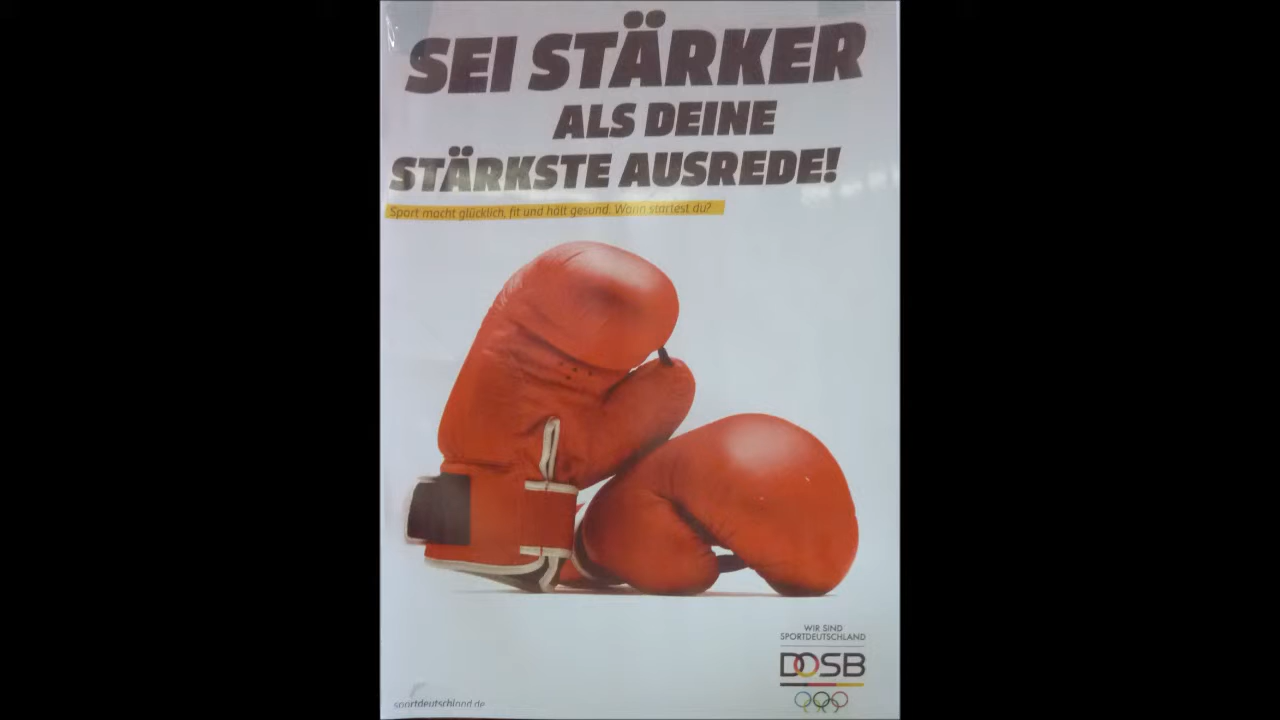 SEI STÄRKER
ALS DEINE
STÄRKSTE AUSREDE!
Sport macht glücklich, fit und hält gesund. Wann startest du?
WIR SIND
SPORTDEUTSCHLAND
DOSB
sportdeutschland.de